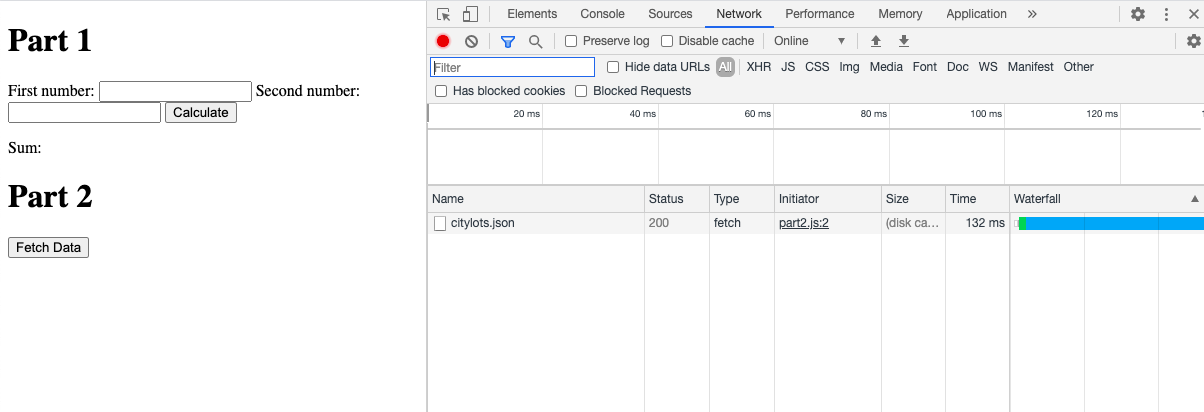 Part 1
First number: Second number:
Calculate
Sum:
Part 2
Fetch Data
Elements Console Sources Network Performance Memory Application »
Preserve log Disable cache Online ▼
Filter Hide data URLs All XHR JS CSS Img Media Font Doc WS Manifest Other
Has blocked cookies Blocked Requests
20 ms 40 ms 60 ms 80 ms 100 ms 120 ms
Name Status Type Initiator Size Time Waterfall ▲
citylots.json 200 fetch part2.js:2 (disk ca… 132 ms